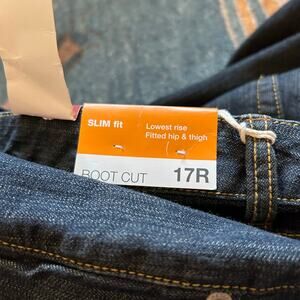 SLIM fit
Lowest rise
Fitted hip & thigh
BOOT CUT
17R